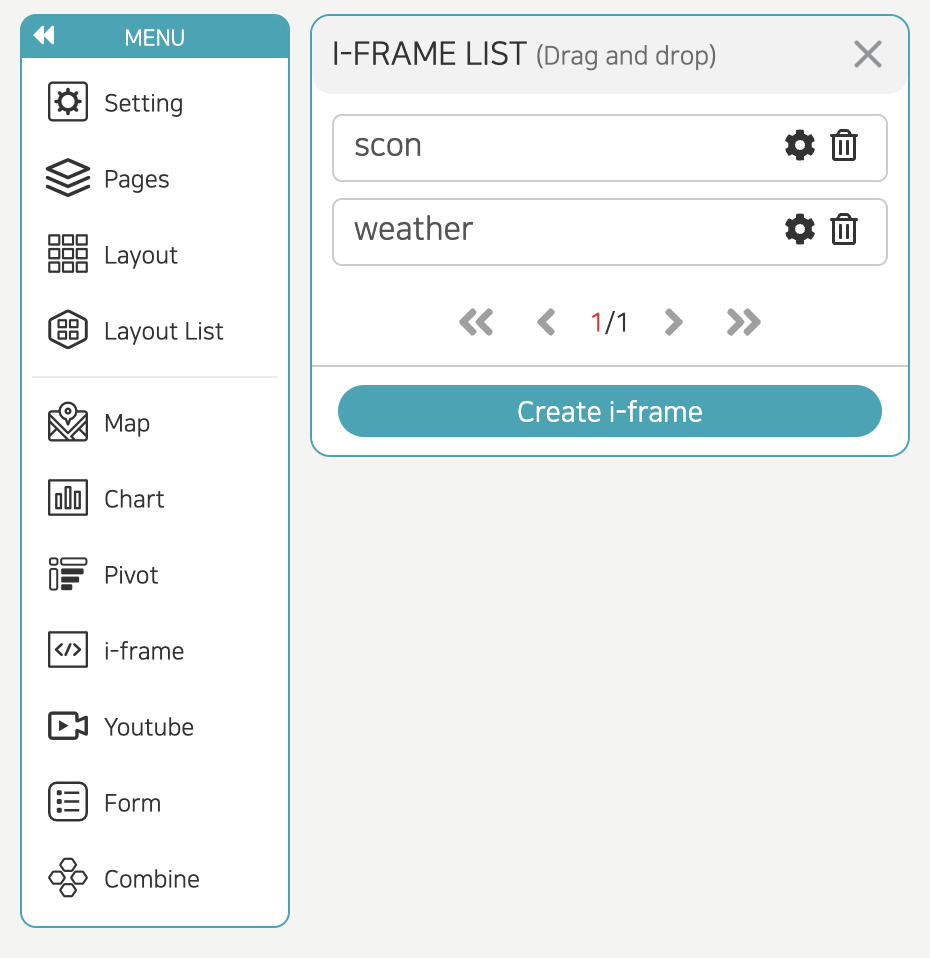 MENU
Setting
Pages
Layout
Layout List
Map
Chart
Pivot
i-frame
Youtube
Form
Combine
I-FRAME LIST (Drag and drop)
scon
weather
1/1
Create i-frame